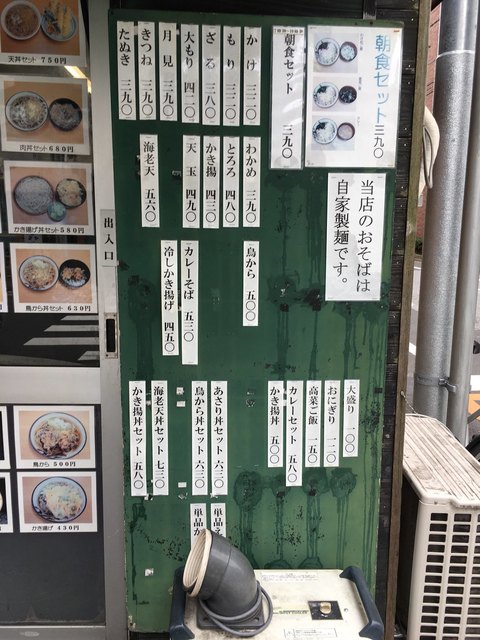 朝食セット 三九〇
朝食セット 三九〇
かけ 三二〇
もり 三二〇
ざる 三八〇
大もり 四二〇
月見 三九〇
きつね 三九〇
たぬき 三九〇
わかめ 三九〇
とろろ 四八〇
かき揚 四三〇
天玉 四九〇
海老天 五六〇
当店のおそばは
自家製麺です。
鳥から 五〇〇
カレーそば 五三〇
冷しかき揚げ 四五〇
大盛り 一〇〇
おにぎり 一二〇
高菜ご飯 一五〇
カレーセット 五八〇
かき揚丼 五〇〇
あさり丼セット 六三〇
鳥から丼セット 六三〇
海老天丼セット 七三〇
かき揚丼セット 五八〇
単品
単品か
出入口
天丼セット 750円
肉丼セット 680円
かき揚げ丼セット 580円
鳥から丼セット 630円
鳥から 500円
かき揚げ 430円